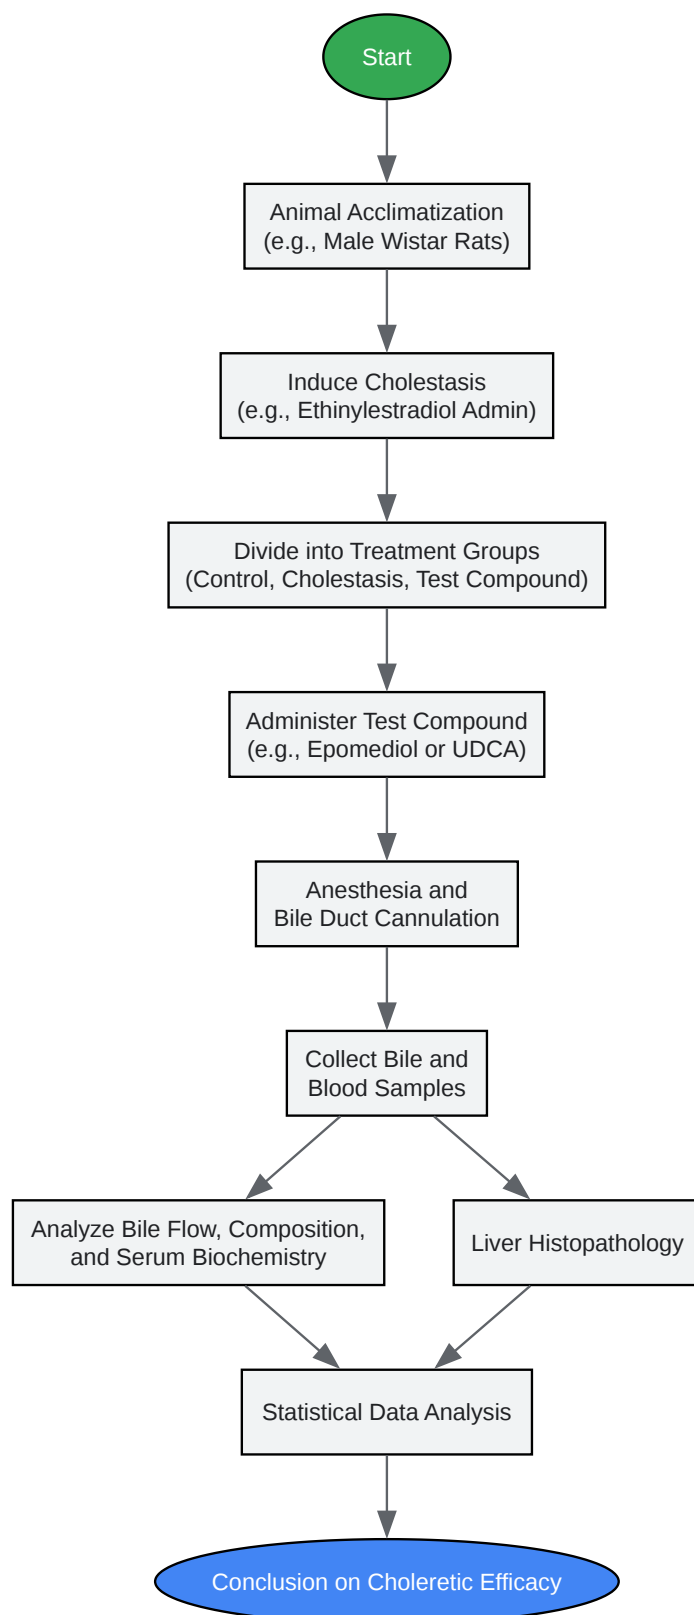 Start
Animal Acclimatization
(e.g., Male Wistar Rats)
Induce Cholestasis
(e.g., Ethinylestradiol Admin)
Divide into Treatment Groups
(Control, Cholestasis, Test Compound)
Administer Test Compound
(e.g., Epomediol or UDCA)
Anesthesia and
Bile Duct Cannulation
Collect Bile and
Blood Samples
Analyze Bile Flow, Composition,
and Serum Biochemistry
Liver Histopathology
Statistical Data Analysis
Conclusion on Choleretic Efficacy